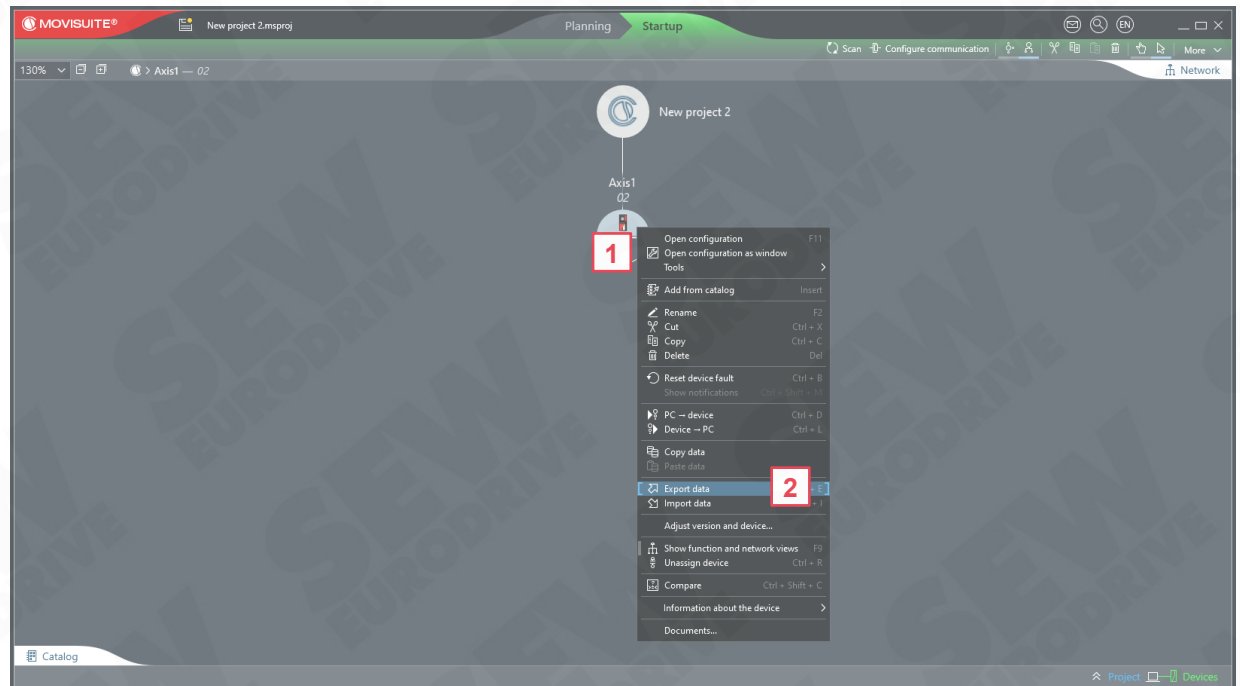 MOVISUITE® New project 2.msproj Planning Startup EN
Scan Configure communication More
130% > Axis1 — 02 Network
New project 2
Axis1
02
1
Open configuration F11
Open configuration as window
Tools
Add from catalog Insert
Rename F2
Cut Ctrl + X
Copy Ctrl + C
Delete Del
Reset device fault Ctrl + B
Show notifications Ctrl + Shift + M
PC → device Ctrl + D
Device → PC Ctrl + L
Copy data
Paste data
Export data 2 + E
Import data + I
Adjust version and device...
Show function and network views F9
Unassign device Ctrl + R
Compare Ctrl + Shift + C
Information about the device
Documents...
Catalog
Project Devices
SEW
EURODRIVE